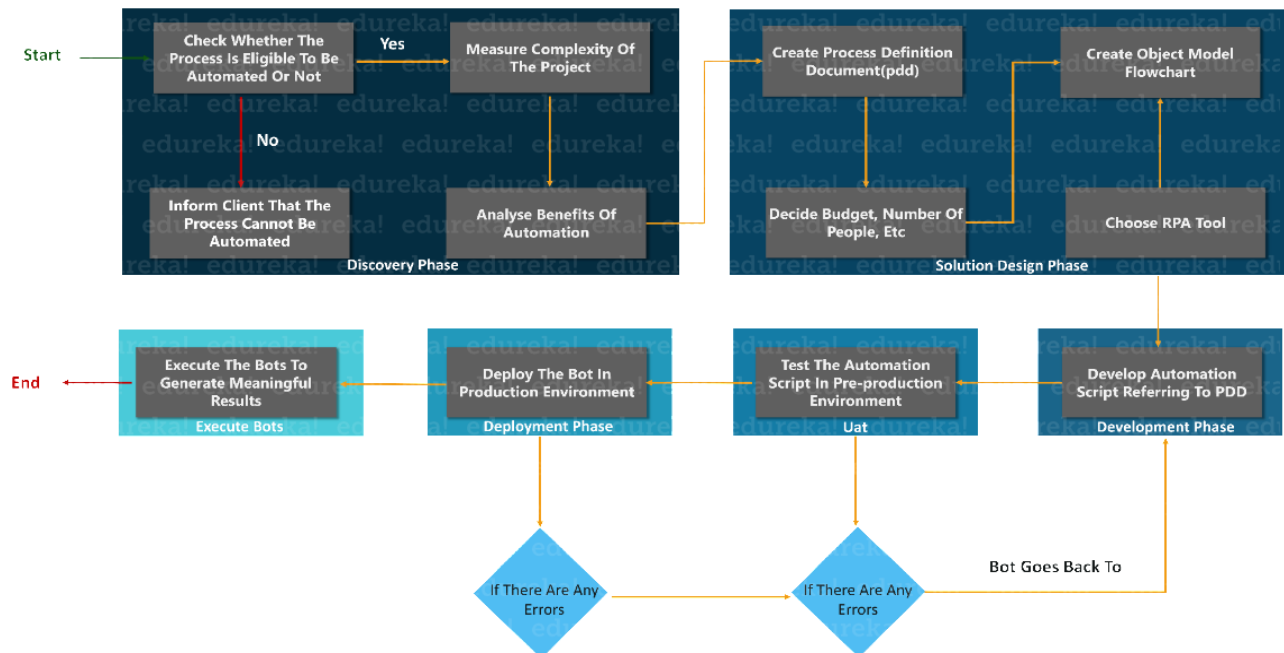 Start
Check Whether The
Process Is Eligible To Be
Automated Or Not
Yes
Measure Complexity Of
The Project
No
Inform Client That The
Process Cannot Be
Automated
Analyse Benefits Of
Automation
Discovery Phase
Create Process Definition
Document(pdd)
Create Object Model
Flowchart
Decide Budget, Number Of
People, Etc
Choose RPA Tool
Solution Design Phase
End
Execute The Bots To
Generate Meaningful
Results
Execute Bots
Deploy The Bot In
Production Environment
Deployment Phase
Test The Automation
Script In Pre-production
Environment
Uat
Develop Automation
Script Referring To PDD
Development Phase
If There Are Any
Errors
If There Are Any
Errors
Bot Goes Back To
edureka!